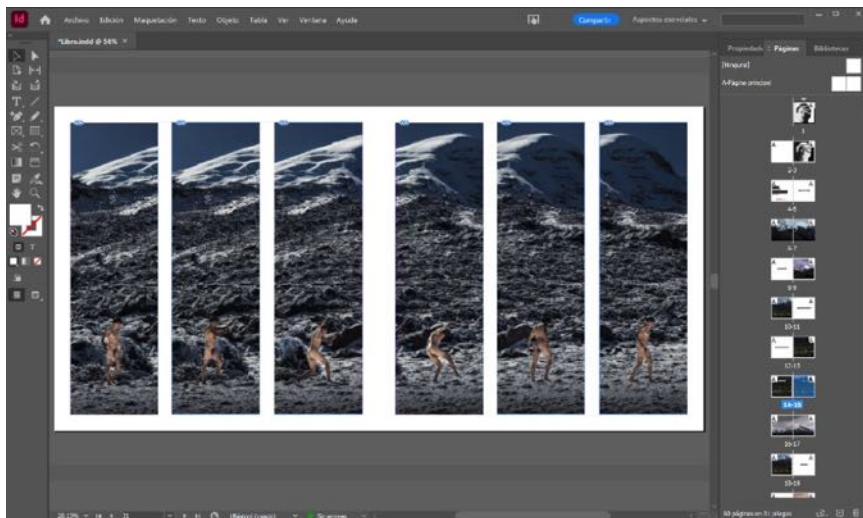 Id Archivo Edición Maquetación Texto Objeto Tabla Ver Ventana Ayuda Compartir Aspectos esenciales
*Libro.indd @ 56% ×
Páginas Bibliotecas
[Ninguna]
A-Página principal
1
2-3
4-5
6-7
8-9
10-11
12-13
14-15
16-17
18-19